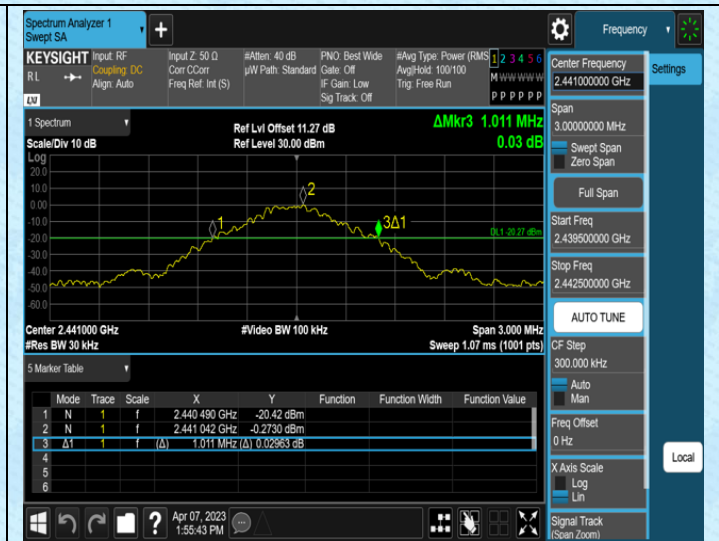 Spectrum Analyzer 1
Swept SA
+
Frequency
KEYSIGHT
RL
LXI
Input: RF
Coupling: DC
Align: Auto
Input Z: 50 Ω
Corr CCorr
Freq Ref: Int (S)
#Atten: 40 dB
µW Path: Standard
PNO: Best Wide
Gate: Off
IF Gain: Low
Sig Track: Off
#Avg Type: Power (RMS
Avg|Hold: 100/100
Trig: Free Run
1 2 3 4 5 6
M W W W W W
P P P P P P
1 Spectrum
Scale/Div 10 dB
Ref Lvl Offset 11.27 dB
Ref Level 30.00 dBm
ΔMkr3 1.011 MHz
0.03 dB
Log
20.0
10.0
0.00
-10.0
-20.0
-30.0
-40.0
-50.0
-60.0
1
2
3Δ1
DL1 -20.27 dBm
Center 2.441000 GHz
#Video BW 100 kHz
Span 3.000 MHz
#Res BW 30 kHz
Sweep 1.07 ms (1001 pts)
5 Marker Table
Mode Trace Scale X Y Function Function Width Function Value
1 N 1 f 2.440 490 GHz -20.42 dBm
2 N 1 f 2.441 042 GHz -0.2730 dBm
3 Δ1 1 f (Δ) 1.011 MHz (Δ) 0.02963 dB
4
5
6
Apr 07, 2023
1:55:43 PM
Center Frequency
2.441000000 GHz
Span
3.00000000 MHz
Swept Span
Zero Span
Full Span
Start Freq
2.439500000 GHz
Stop Freq
2.442500000 GHz
AUTO TUNE
CF Step
300.000 kHz
Auto
Man
Freq Offset
0 Hz
X Axis Scale
Log
Lin
Signal Track
(Span Zoom)
Settings
Local